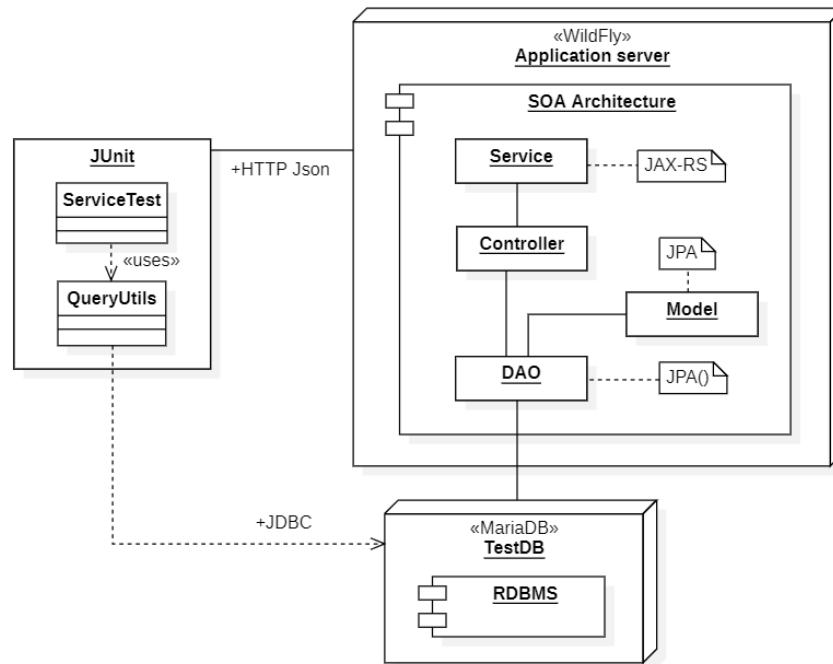 «WildFly»
Application server
SOA Architecture
JUnit
+HTTP Json
Service
JAX-RS
ServiceTest
Controller
«uses»
JPA
QueryUtils
Model
DAO
JPA()
+JDBC
«MariaDB»
TestDB
RDBMS